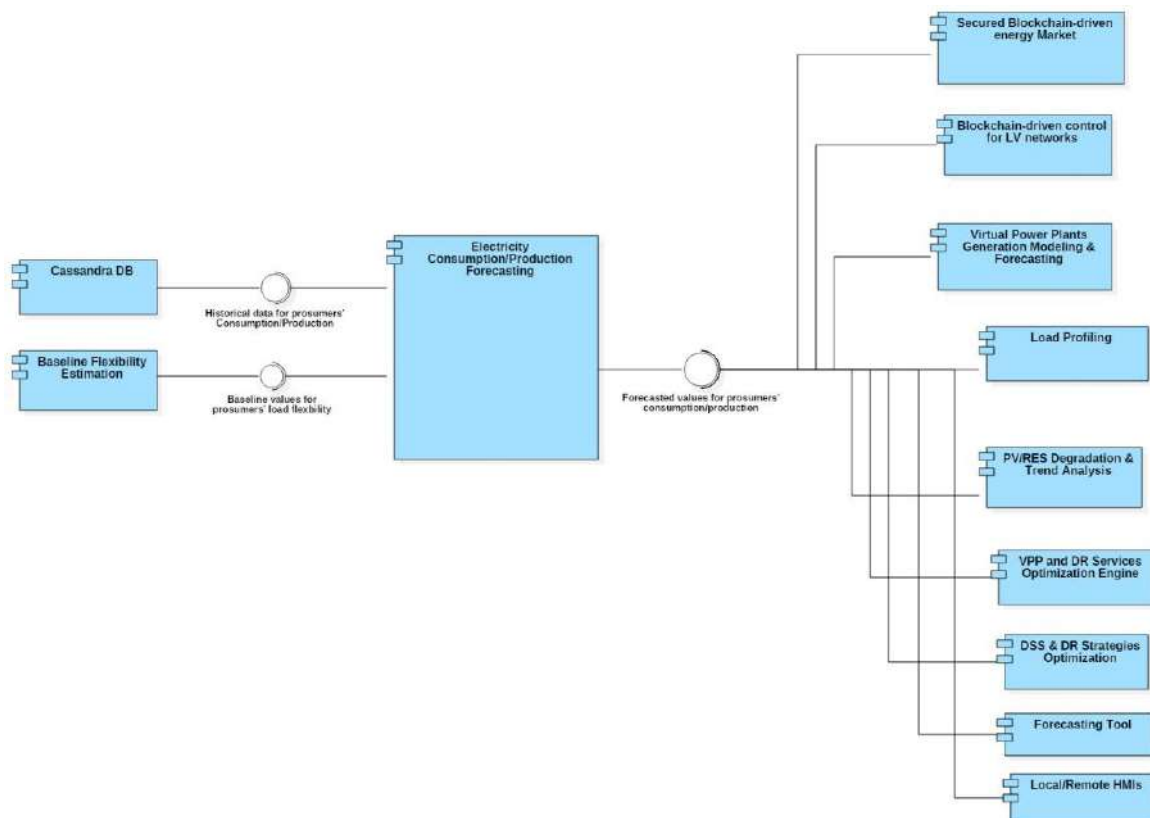 Secured Blockchain-driven
energy Market
Blockchain-driven control
for LV networks
Virtual Power Plants
Generation Modeling &
Forecasting
Electricity
Consumption/Production
Forecasting
Cassandra DB
Historical data for prosumers'
Consumption/Production
Baseline Flexibility
Estimation
Baseline values for
prosumers' load flexbility
Forecasted values for prosumers'
consumption/production
Load Profiling
PV/RES Degradation &
Trend Analysis
VPP and DR Services
Optimization Engine
DSS & DR Strategies
Optimization
Forecasting Tool
Local/Remote HMIs